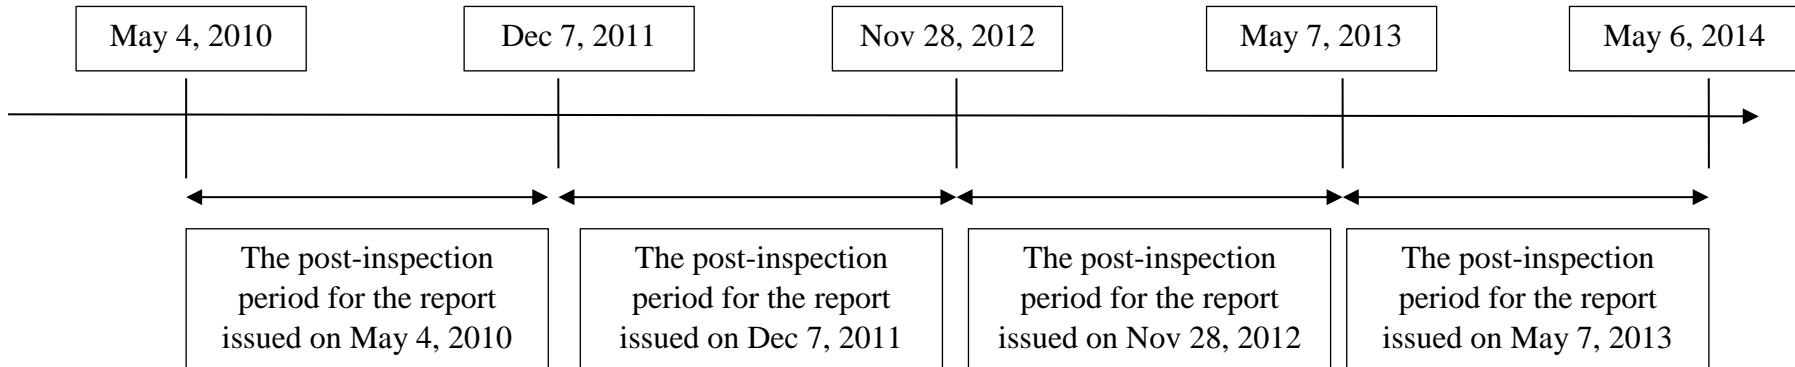 May 4, 2010
Dec 7, 2011
Nov 28, 2012
May 7, 2013
May 6, 2014
The post-inspection
period for the report
issued on May 4, 2010
The post-inspection
period for the report
issued on Dec 7, 2011
The post-inspection
period for the report
issued on Nov 28, 2012
The post-inspection
period for the report
issued on May 7, 2013